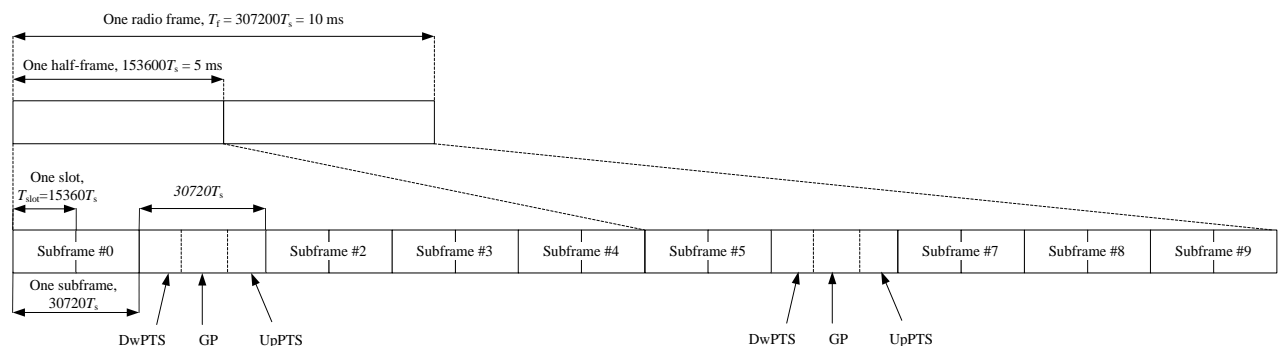 One radio frame, Tf = 307200Ts = 10 ms
One half-frame, 153600Ts = 5 ms
One slot,
Tslot=15360Ts
30720Ts
Subframe #0
Subframe #2
Subframe #3
Subframe #4
Subframe #5
Subframe #7
Subframe #8
Subframe #9
One subframe,
30720Ts
DwPTS
GP
UpPTS
DwPTS
GP
UpPTS